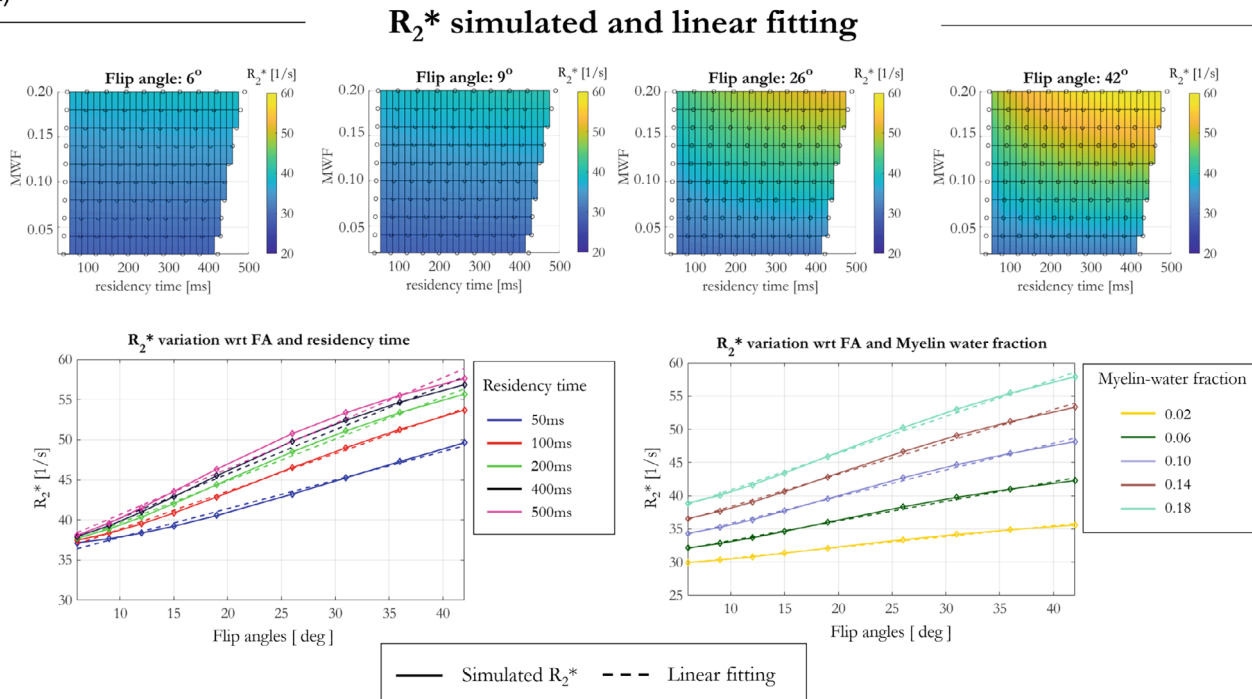 )
R₂* simulated and linear fitting
Flip angle: 6°
R₂* [1/s]
MWF
0.20
0.15
0.10
0.05
100 200 300 400 500
residency time [ms]
60
50
40
30
20
Flip angle: 9°
R₂* [1/s]
MWF
0.20
0.15
0.10
0.05
100 200 300 400 500
residency time [ms]
60
50
40
30
20
Flip angle: 26°
R₂* [1/s]
MWF
0.20
0.15
0.10
0.05
100 200 300 400 500
residency time [ms]
60
50
40
30
20
Flip angle: 42°
R₂* [1/s]
MWF
0.20
0.15
0.10
0.05
100 200 300 400 500
residency time [ms]
60
50
40
30
20
R₂* variation wrt FA and residency time
R₂* [1/s]
60
55
50
45
40
35
30
10 15 20 25 30 35 40
Flip angles [ deg ]
Residency time
50ms
100ms
200ms
400ms
500ms
R₂* variation wrt FA and Myelin water fraction
R₂* [1/s]
60
55
50
45
40
35
30
25
10 15 20 25 30 35 40
Flip angles [ deg ]
Myelin-water fraction
0.02
0.06
0.10
0.14
0.18
Simulated R₂*
Linear fitting